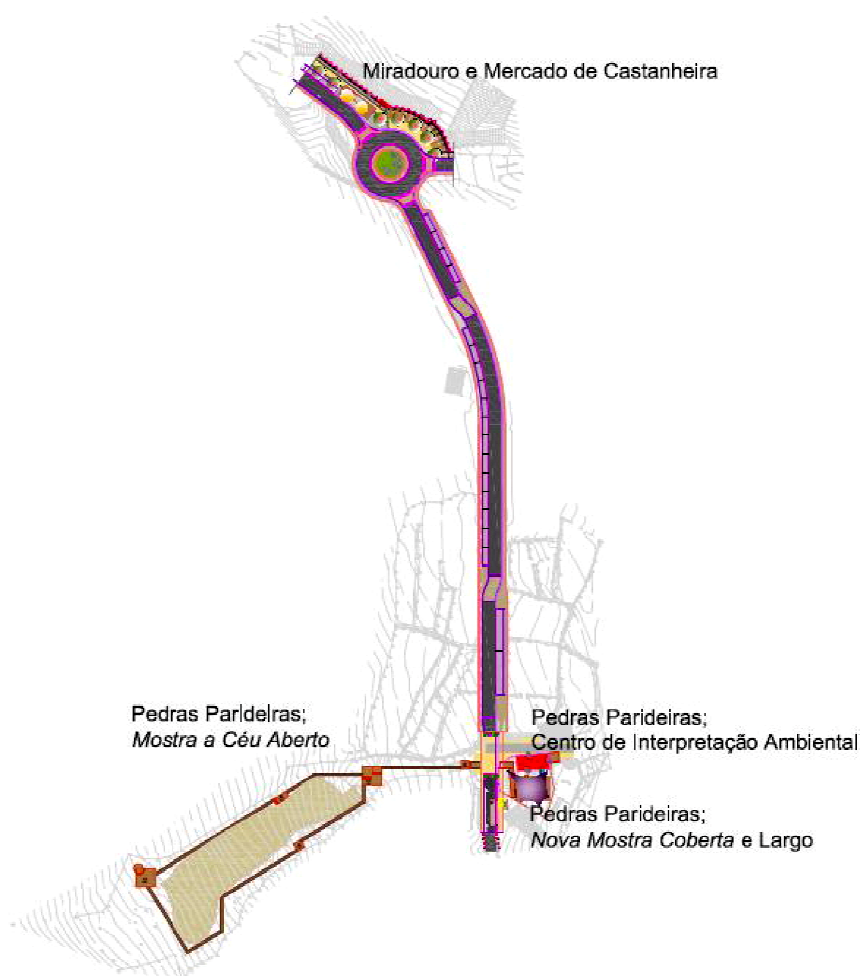 Miradouro e Mercado de Castanheira
Pedras Parideiras;
Mostra a Céu Aberto
Pedras Parideiras;
Centro de Interpretação Ambiental
Pedras Parideiras;
Nova Mostra Coberta e Largo